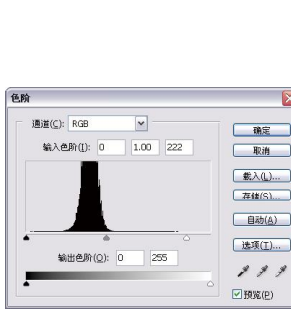 色阶
通道(C): RGB
确定
输入色阶(I): 0 1.00 222
取消
载入(L)...
存储(S)...
自动(A)
输出色阶(O): 0 255
选项(T)...
预览(P)